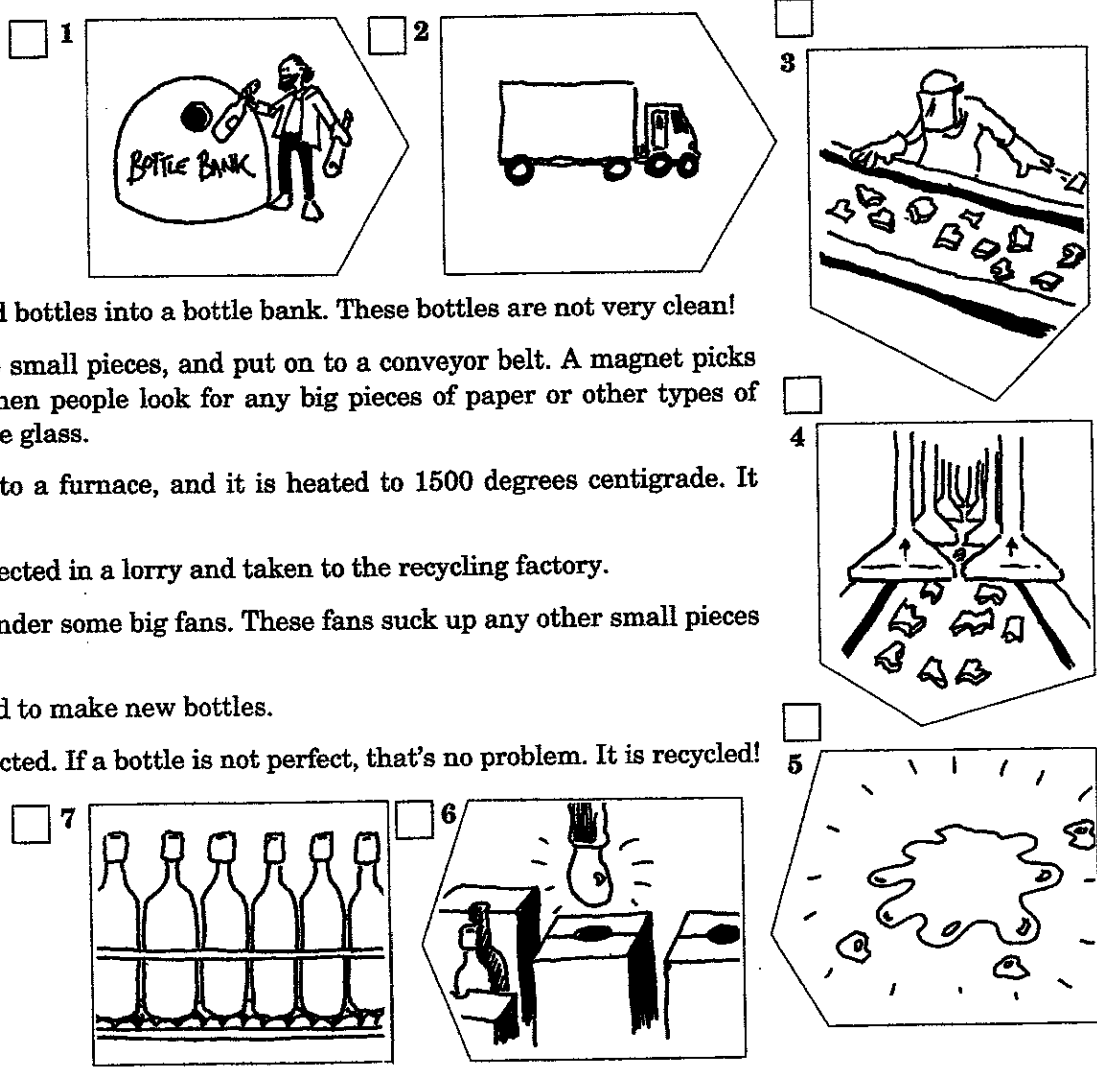 1
2
3
BOTTLE BANK
d bottles into a bottle bank. These bottles are not very clean!
small pieces, and put on to a conveyor belt. A magnet picks
hen people look for any big pieces of paper or other types of
e glass.
4
to a furnace, and it is heated to 1500 degrees centigrade. It
ected in a lorry and taken to the recycling factory.
nder some big fans. These fans suck up any other small pieces
d to make new bottles.
cted. If a bottle is not perfect, that's no problem. It is recycled!
5
7
6